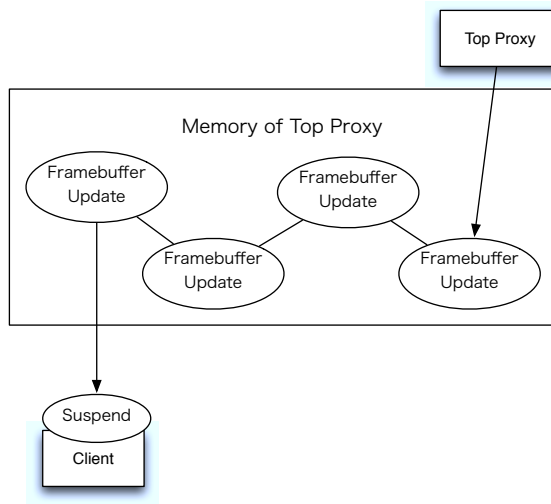 Top Proxy
Memory of Top Proxy
Framebuffer
Update
Framebuffer
Update
Framebuffer
Update
Framebuffer
Update
Suspend
Client